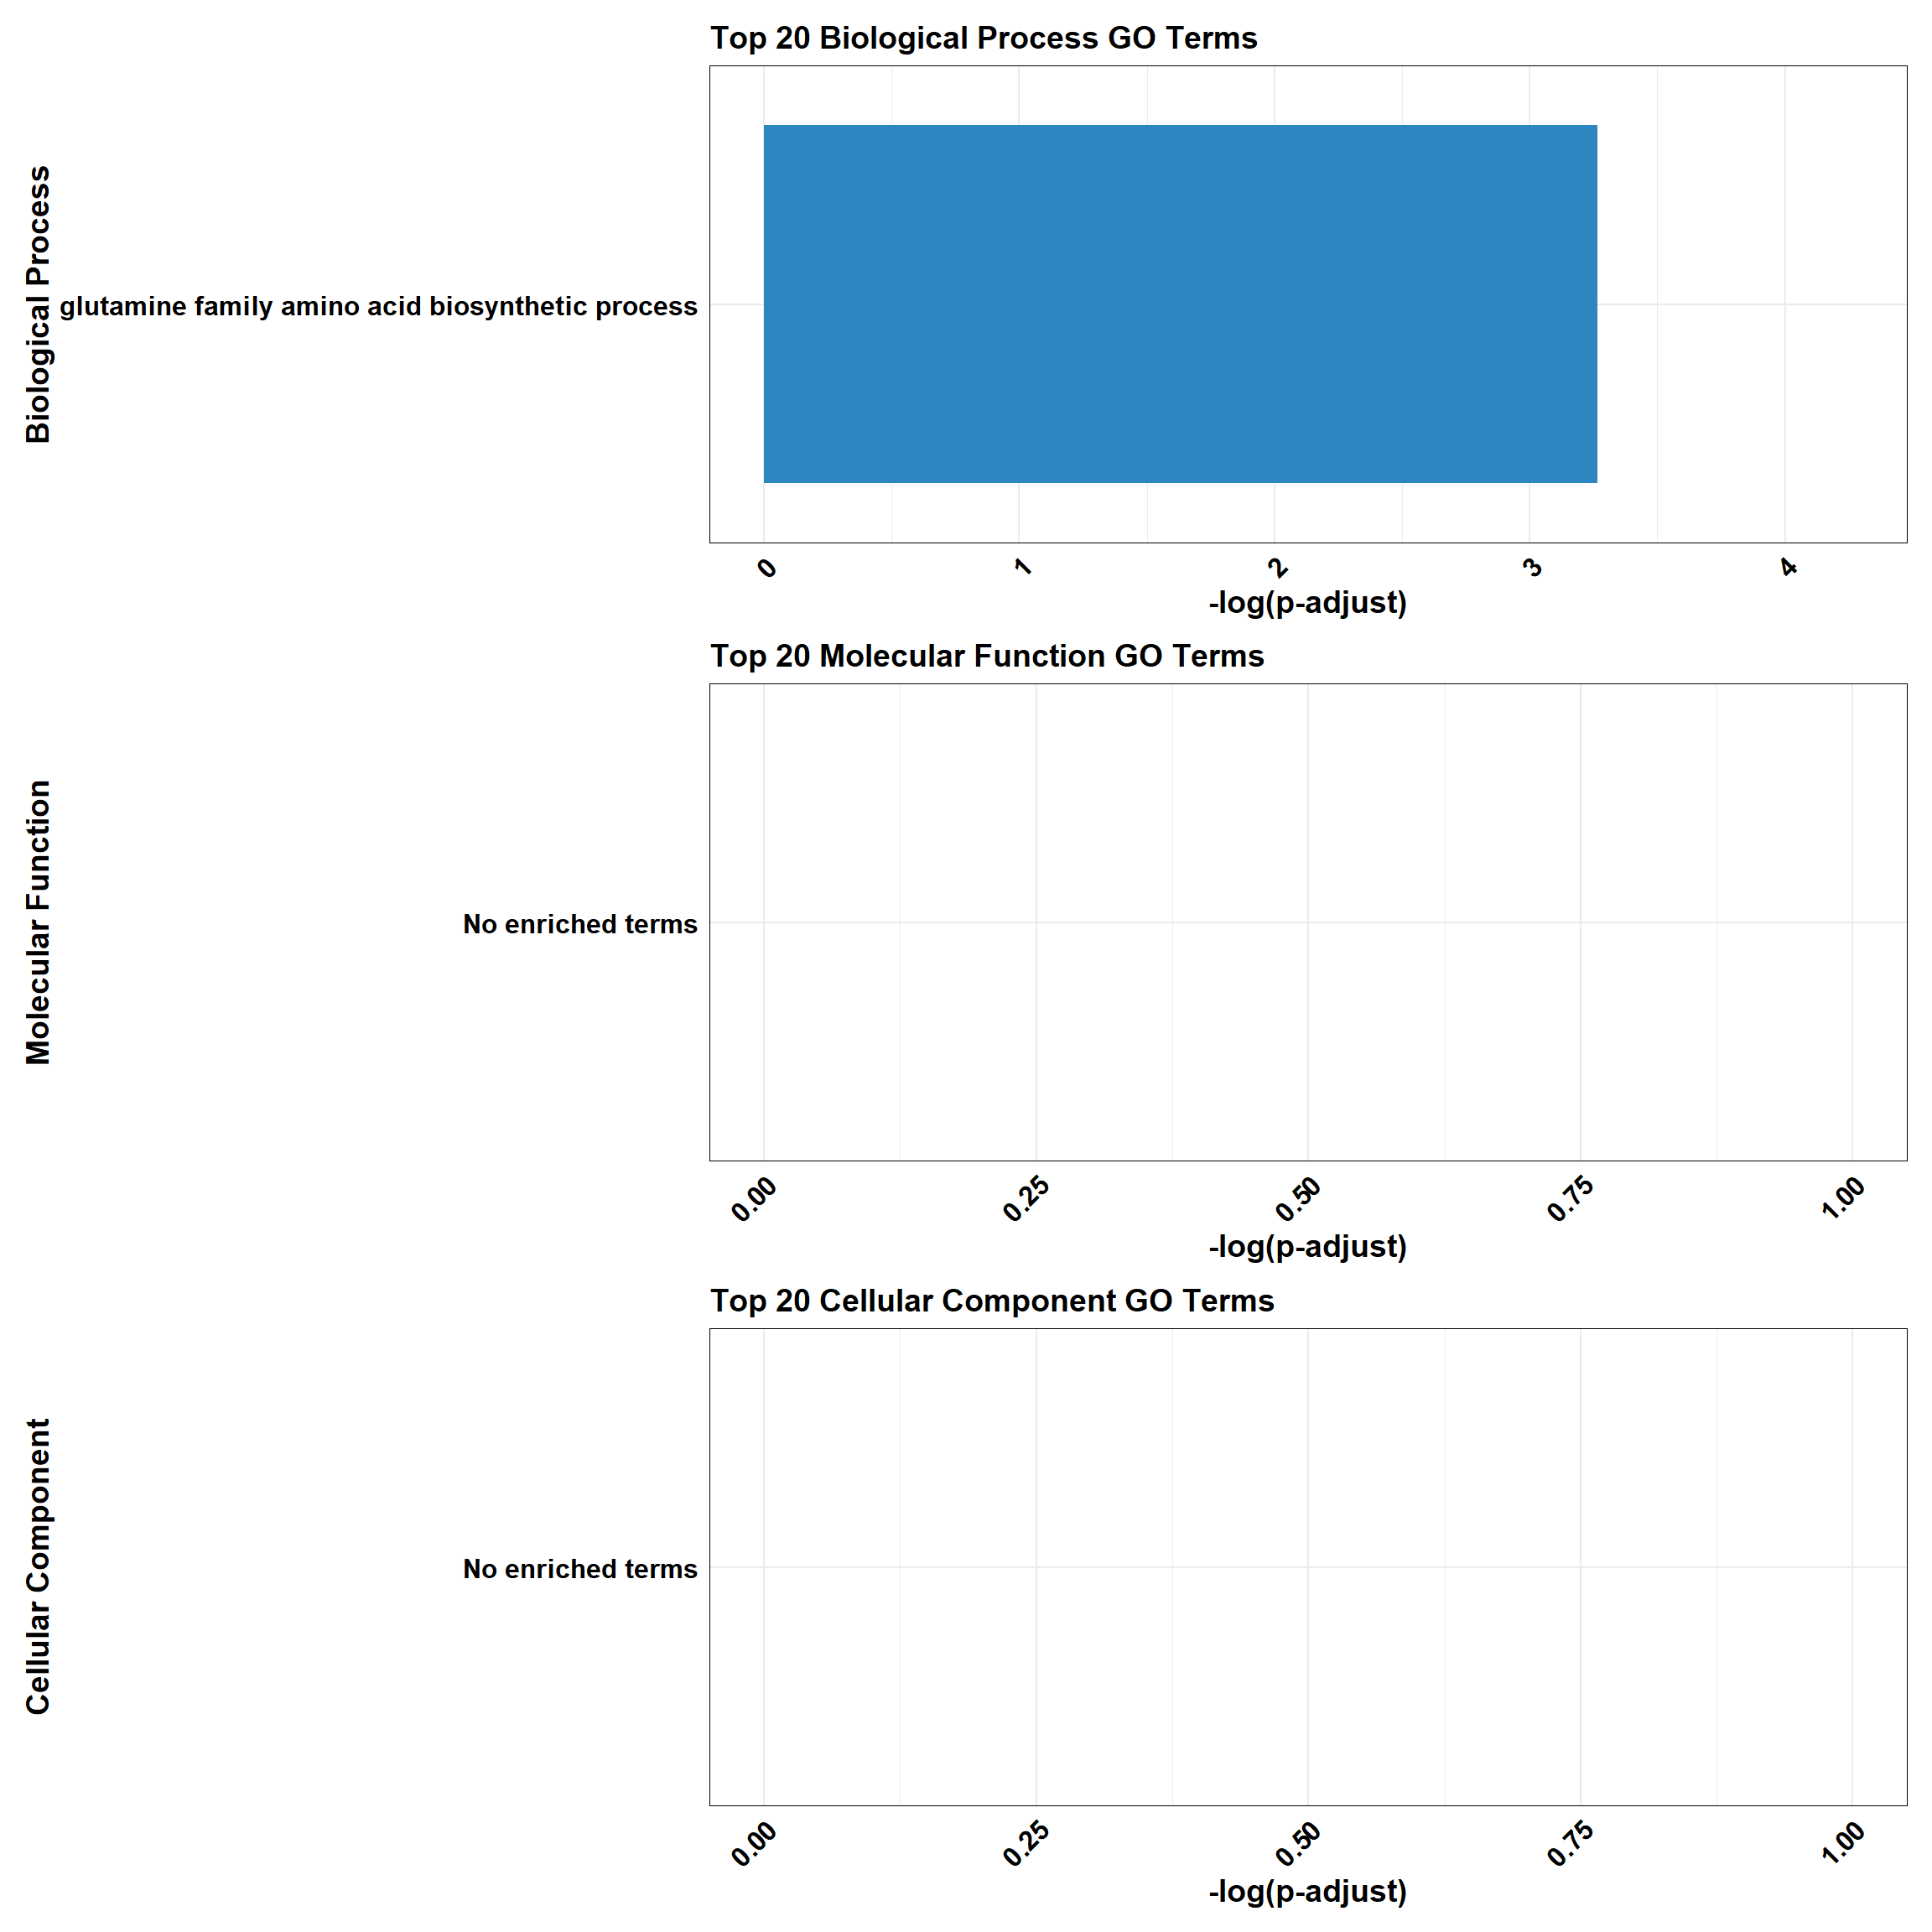 Top 20 Biological Process GO Terms
Biological Process
glutamine family amino acid biosynthetic process
0 1 2 3 4
-log(p-adjust)
Top 20 Molecular Function GO Terms
Molecular Function
No enriched terms
0.00 0.25 0.50 0.75 1.00
-log(p-adjust)
Top 20 Cellular Component GO Terms
Cellular Component
No enriched terms
0.00 0.25 0.50 0.75 1.00
-log(p-adjust)